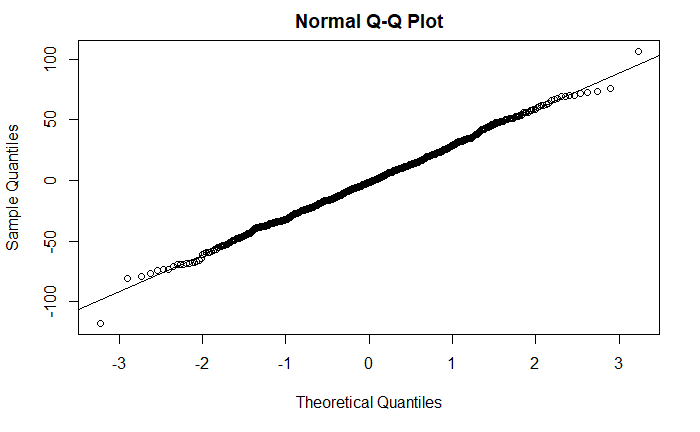 Normal Q-Q Plot
100
50
0
-50
-100
Sample Quantiles
-3 -2 -1 0 1 2 3
Theoretical Quantiles